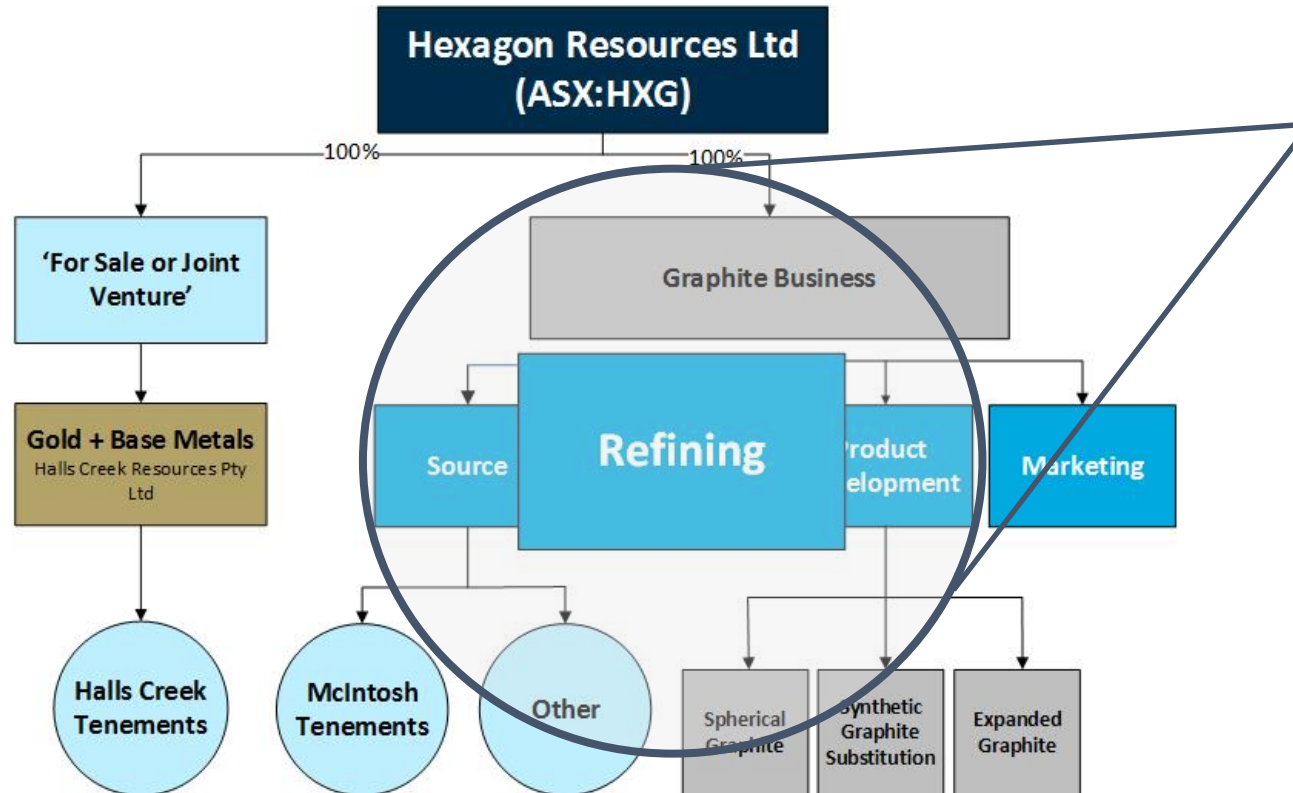 Hexagon Resources Ltd
(ASX:HXG)
100%
100%
‘For Sale or Joint
Venture’
Graphite Business
Gold + Base Metals
Halls Creek Resources Pty
Ltd
Source
Refining
Product
elopment
Marketing
Halls Creek
Tenements
McIntosh
Tenements
Other
Spherical
Graphite
Synthetic
Graphite
Substitution
Expanded
Graphite